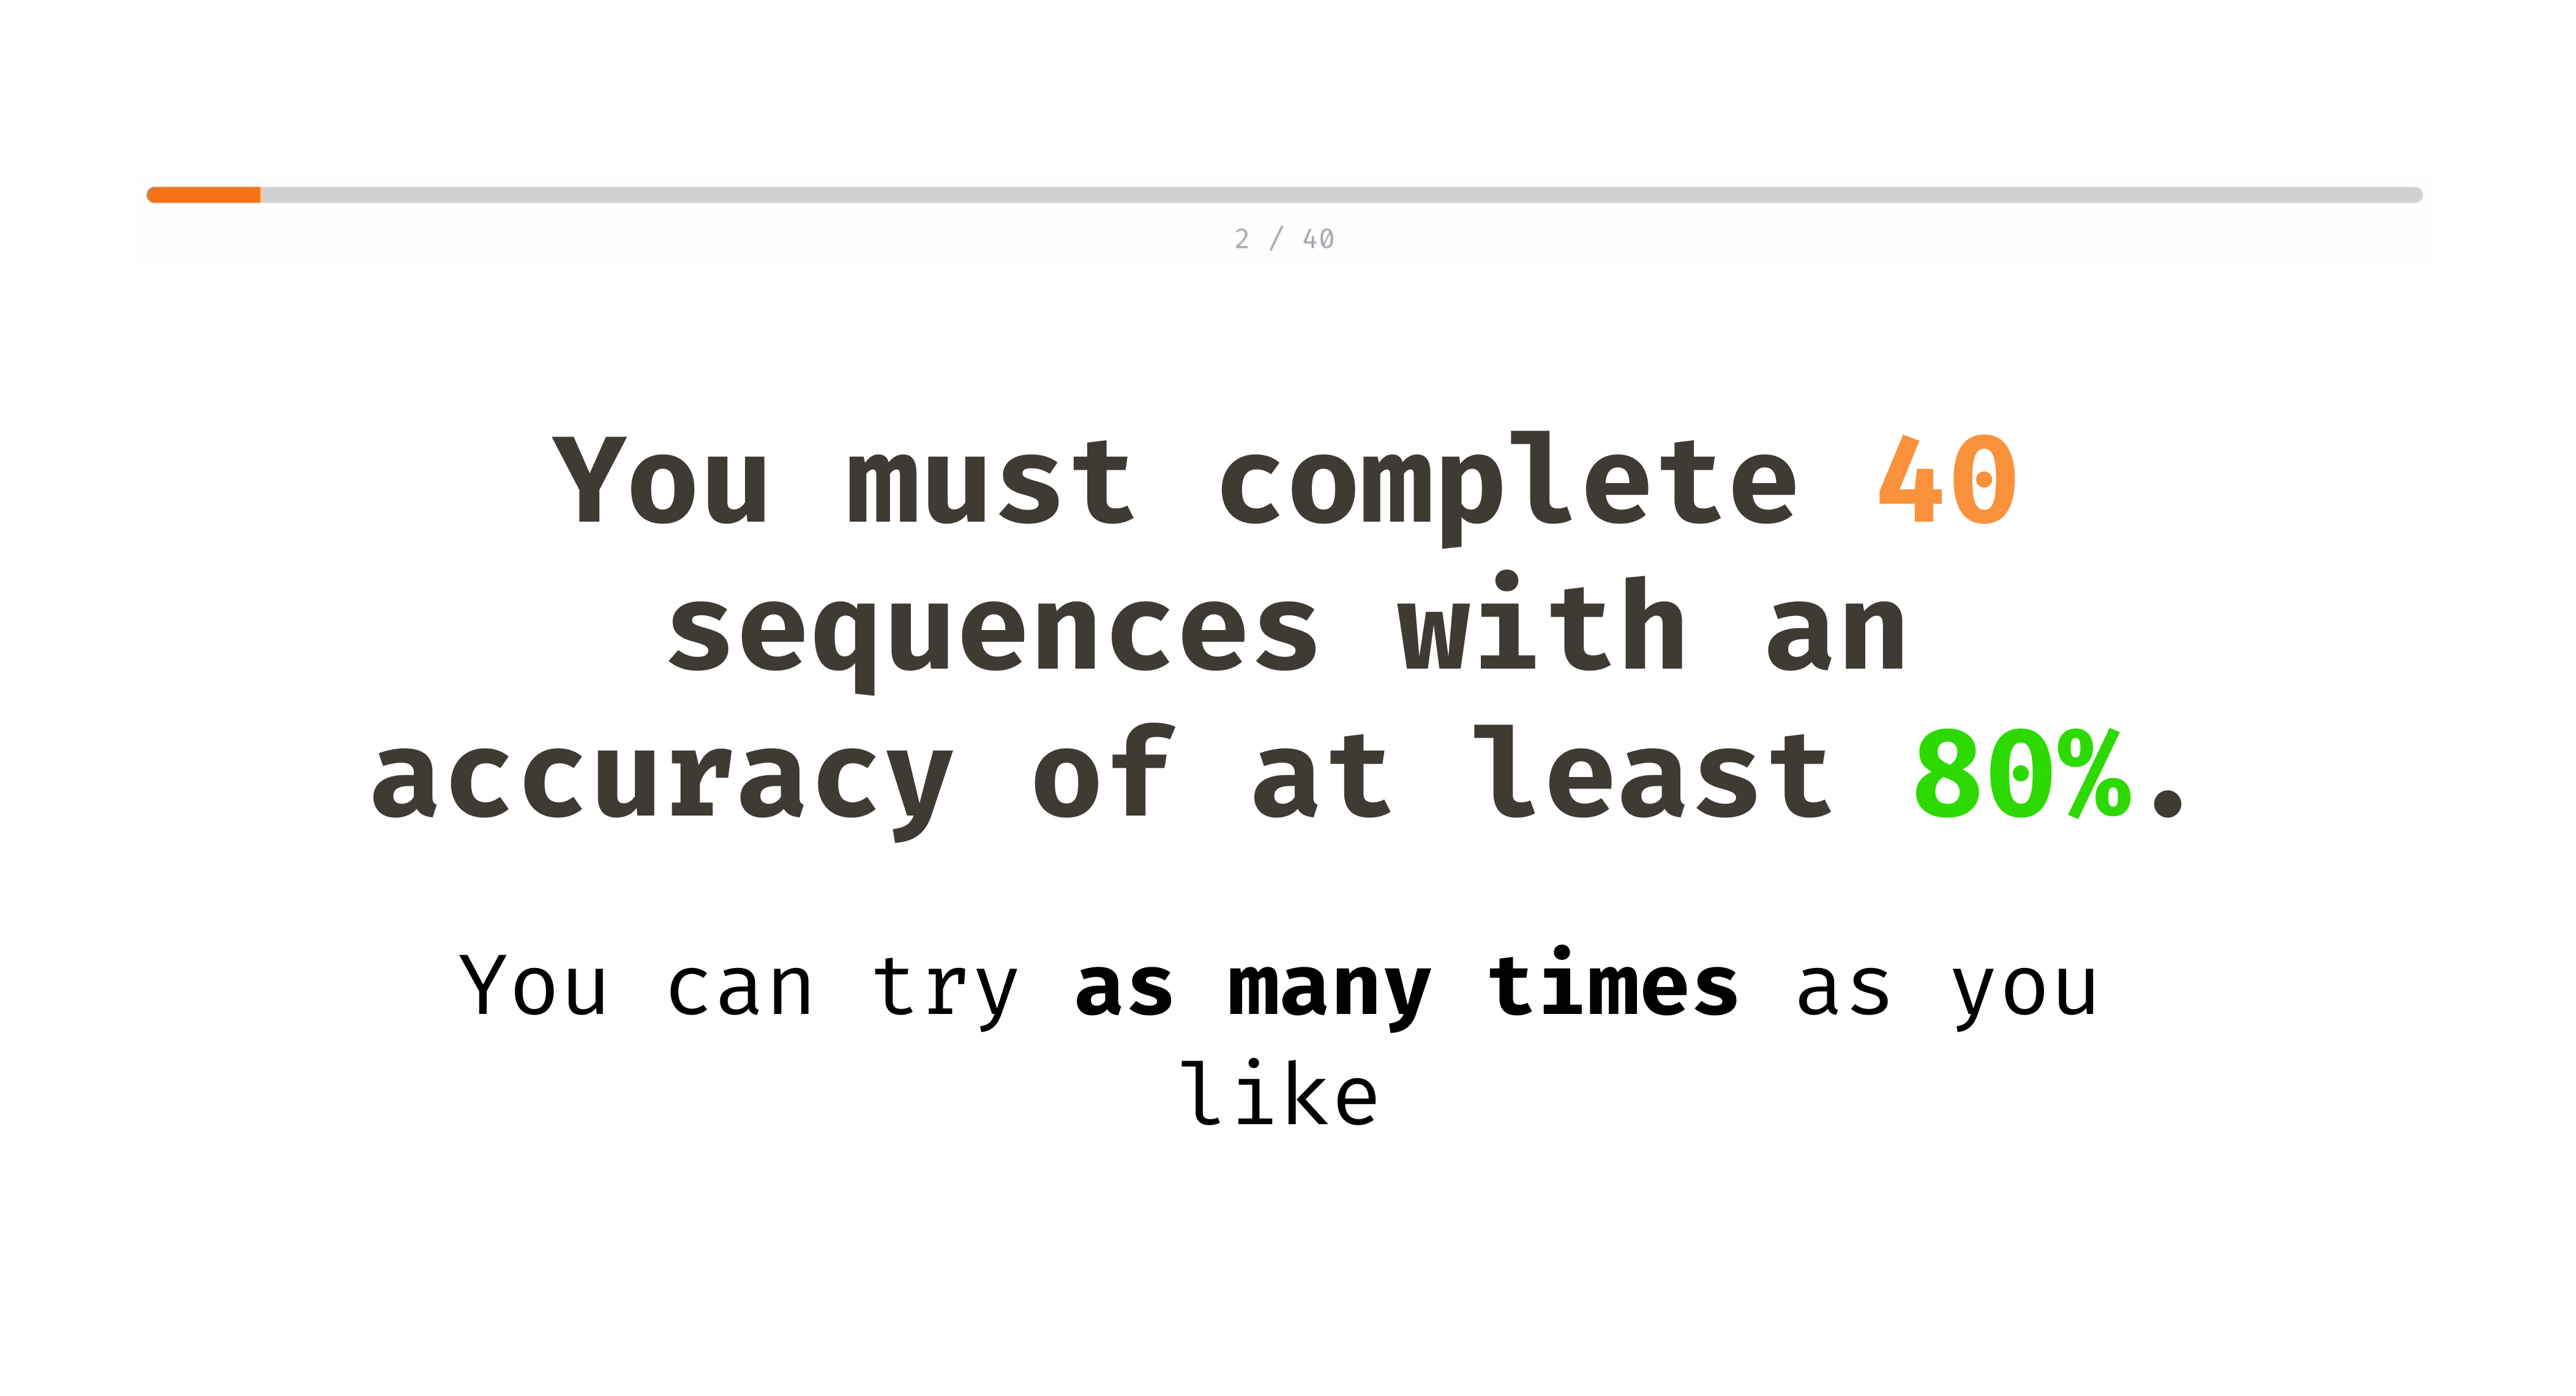 2 / 40
You must complete 40
sequences with an
accuracy of at least 80%.
You can try as many times as you
like